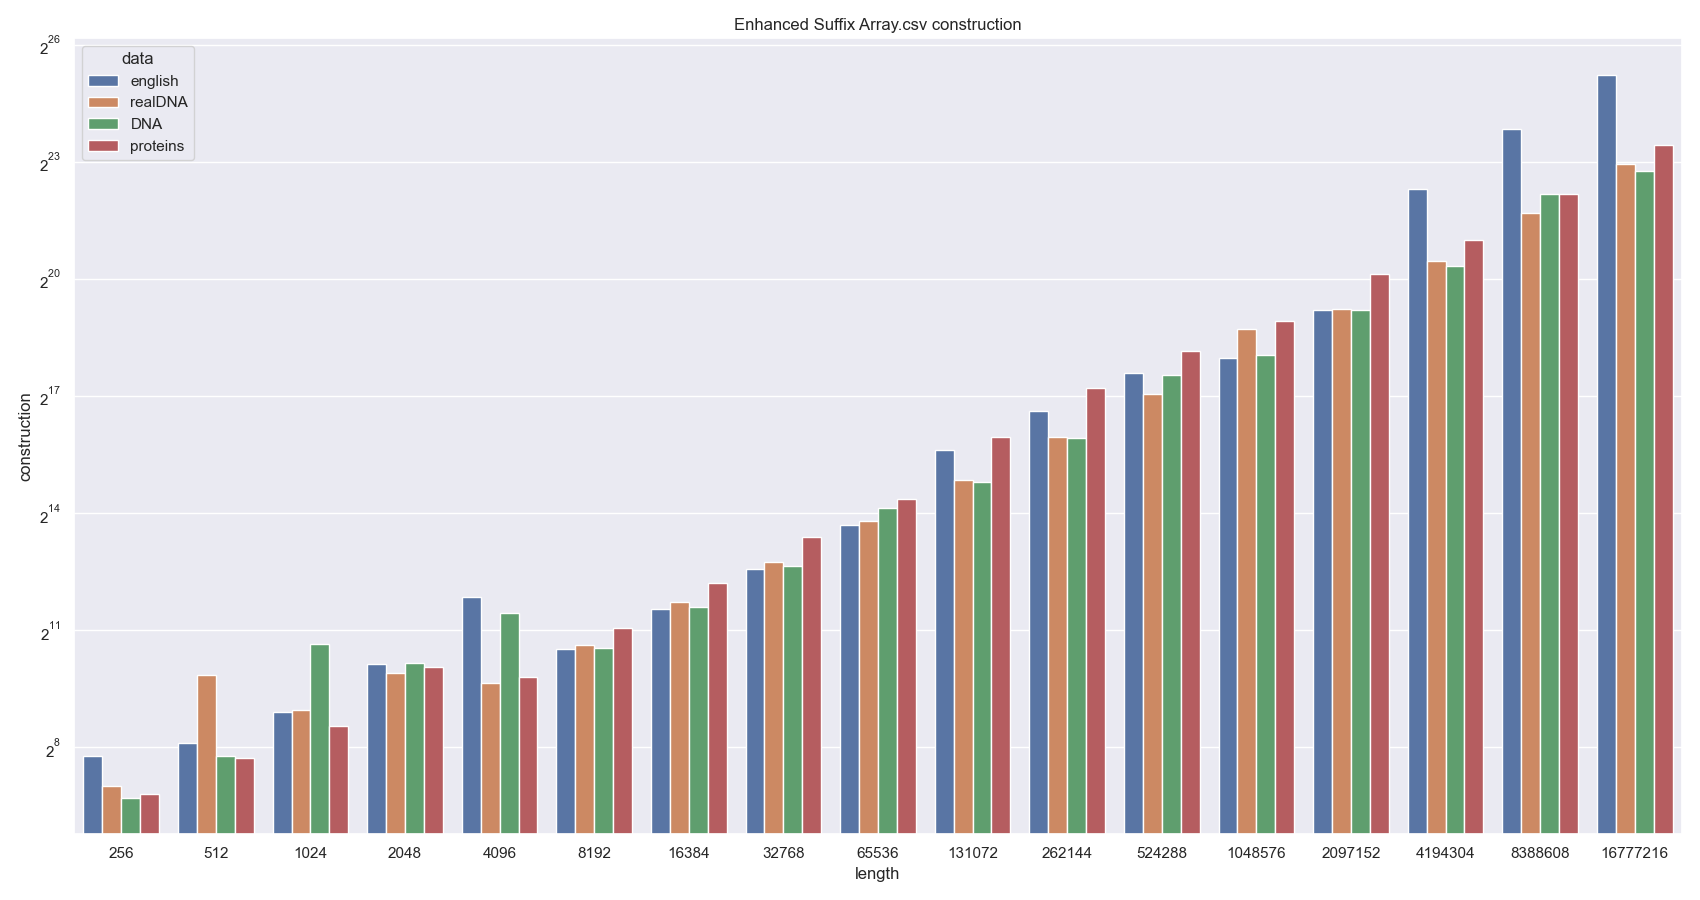 Enhanced Suffix Array.csv construction
data
english
realDNA
DNA
proteins
2^26
2^23
2^20
2^17
2^14
2^11
2^8
construction
256 512 1024 2048 4096 8192 16384 32768 65536 131072 262144 524288 1048576 2097152 4194304 8388608 16777216
length